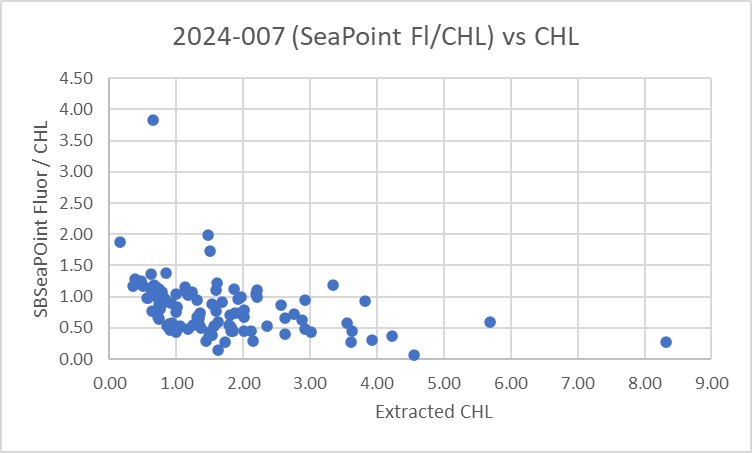 2024-007 (SeaPoint Fl/CHL) vs CHL
4.50
4.00
3.50
3.00
2.50
2.00
1.50
1.00
0.50
0.00
SBSeaPOint Fluor / CHL
0.00 1.00 2.00 3.00 4.00 5.00 6.00 7.00 8.00 9.00
Extracted CHL